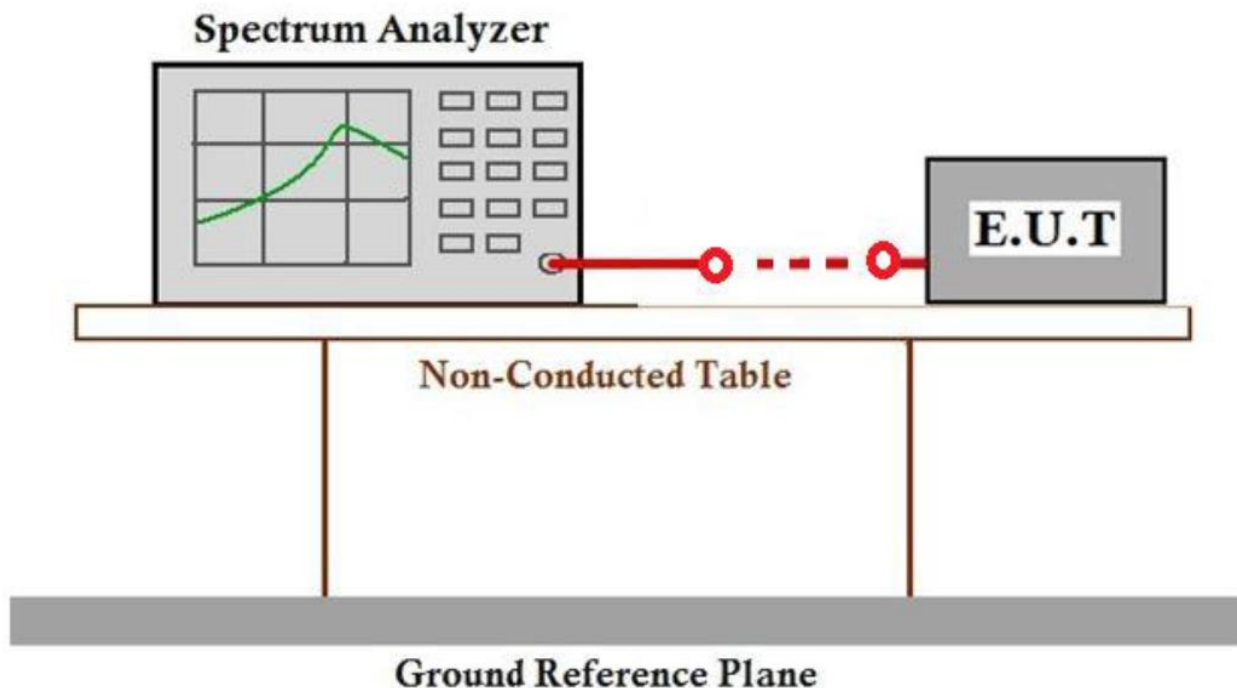 Spectrum Analyzer
E.U.T
Non-Conducted Table
Ground Reference Plane